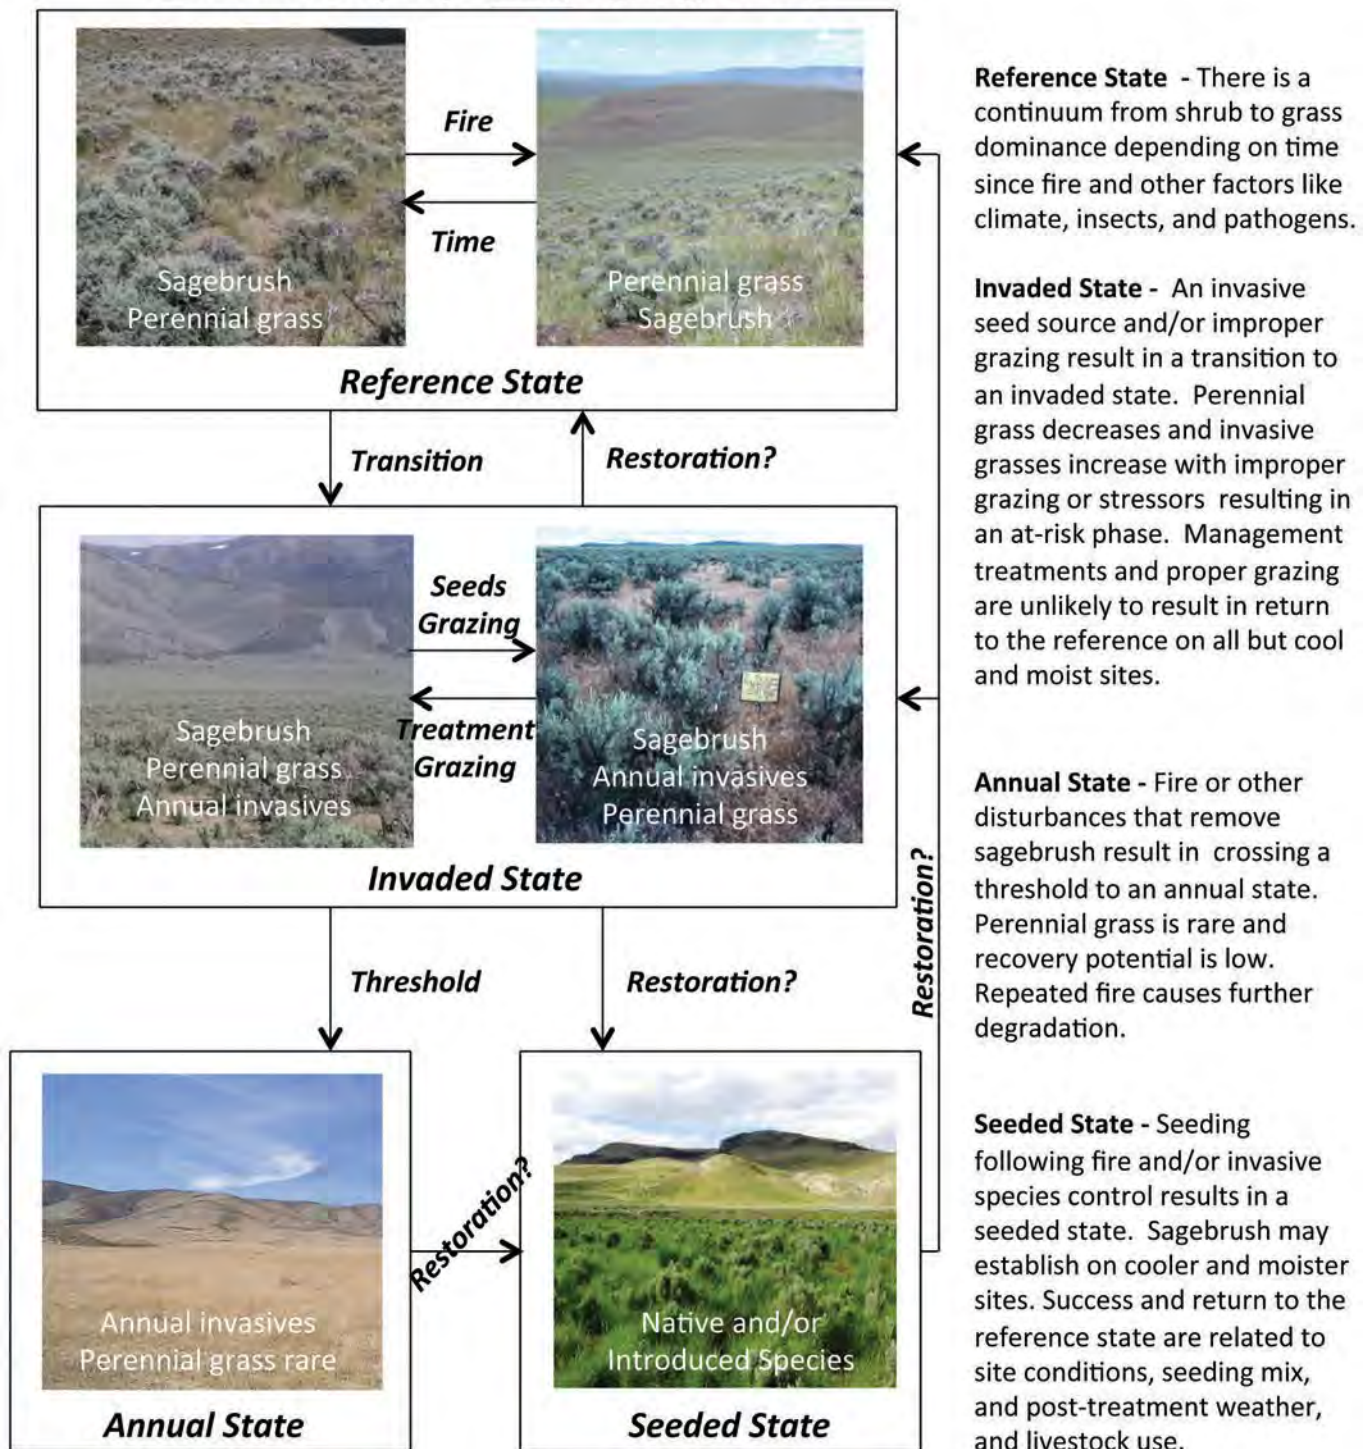 Fire
Time
Sagebrush
Perennial grass
Perennial grass
Sagebrush
Reference State
Transition
Restoration?
Seeds
Grazing
Treatment
Grazing
Sagebrush
Perennial grass
Annual invasives
Sagebrush
Annual invasives
Perennial grass
Invaded State
Threshold
Restoration?
Restoration?
Restoration?
Annual invasives
Perennial grass rare
Annual State
Native and/or
Introduced Species
Seeded State
Reference State - There is a
continuum from shrub to grass
dominance depending on time
since fire and other factors like
climate, insects, and pathogens.
Invaded State - An invasive
seed source and/or improper
grazing result in a transition to
an invaded state. Perennial
grass decreases and invasive
grasses increase with improper
grazing or stressors resulting in
an at-risk phase. Management
treatments and proper grazing
are unlikely to result in return
to the reference on all but cool
and moist sites.
Annual State - Fire or other
disturbances that remove
sagebrush result in crossing a
threshold to an annual state.
Perennial grass is rare and
recovery potential is low.
Repeated fire causes further
degradation.
Seeded State - Seeding
following fire and/or invasive
species control results in a
seeded state. Sagebrush may
establish on cooler and moister
sites. Success and return to the
reference state are related to
site conditions, seeding mix,
and post-treatment weather,
and livestock use.